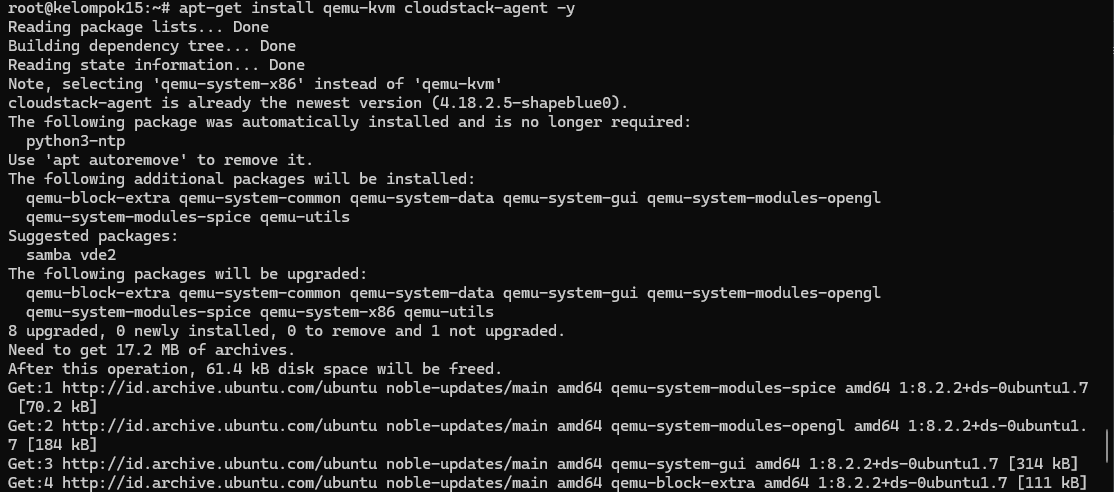 root@kelompok15:~# apt-get install qemu-kvm cloudstack-agent -y
Reading package lists... Done
Building dependency tree... Done
Reading state information... Done
Note, selecting 'qemu-system-x86' instead of 'qemu-kvm'
cloudstack-agent is already the newest version (4.18.2.5-shapeblue0).
The following package was automatically installed and is no longer required:
  python3-ntp
Use 'apt autoremove' to remove it.
The following additional packages will be installed:
  qemu-block-extra qemu-system-common qemu-system-data qemu-system-gui qemu-system-modules-opengl
  qemu-system-modules-spice qemu-utils
Suggested packages:
  samba vde2
The following packages will be upgraded:
  qemu-block-extra qemu-system-common qemu-system-data qemu-system-gui qemu-system-modules-opengl
  qemu-system-modules-spice qemu-system-x86 qemu-utils
8 upgraded, 0 newly installed, 0 to remove and 1 not upgraded.
Need to get 17.2 MB of archives.
After this operation, 61.4 kB disk space will be freed.
Get:1 http://id.archive.ubuntu.com/ubuntu noble-updates/main amd64 qemu-system-modules-spice amd64 1:8.2.2+ds-0ubuntu1.7
 [70.2 kB]
Get:2 http://id.archive.ubuntu.com/ubuntu noble-updates/main amd64 qemu-system-modules-opengl amd64 1:8.2.2+ds-0ubuntu1.
7 [184 kB]
Get:3 http://id.archive.ubuntu.com/ubuntu noble-updates/main amd64 qemu-system-gui amd64 1:8.2.2+ds-0ubuntu1.7 [314 kB]
Get:4 http://id.archive.ubuntu.com/ubuntu noble-updates/main amd64 qemu-block-extra amd64 1:8.2.2+ds-0ubuntu1.7 [111 kB]